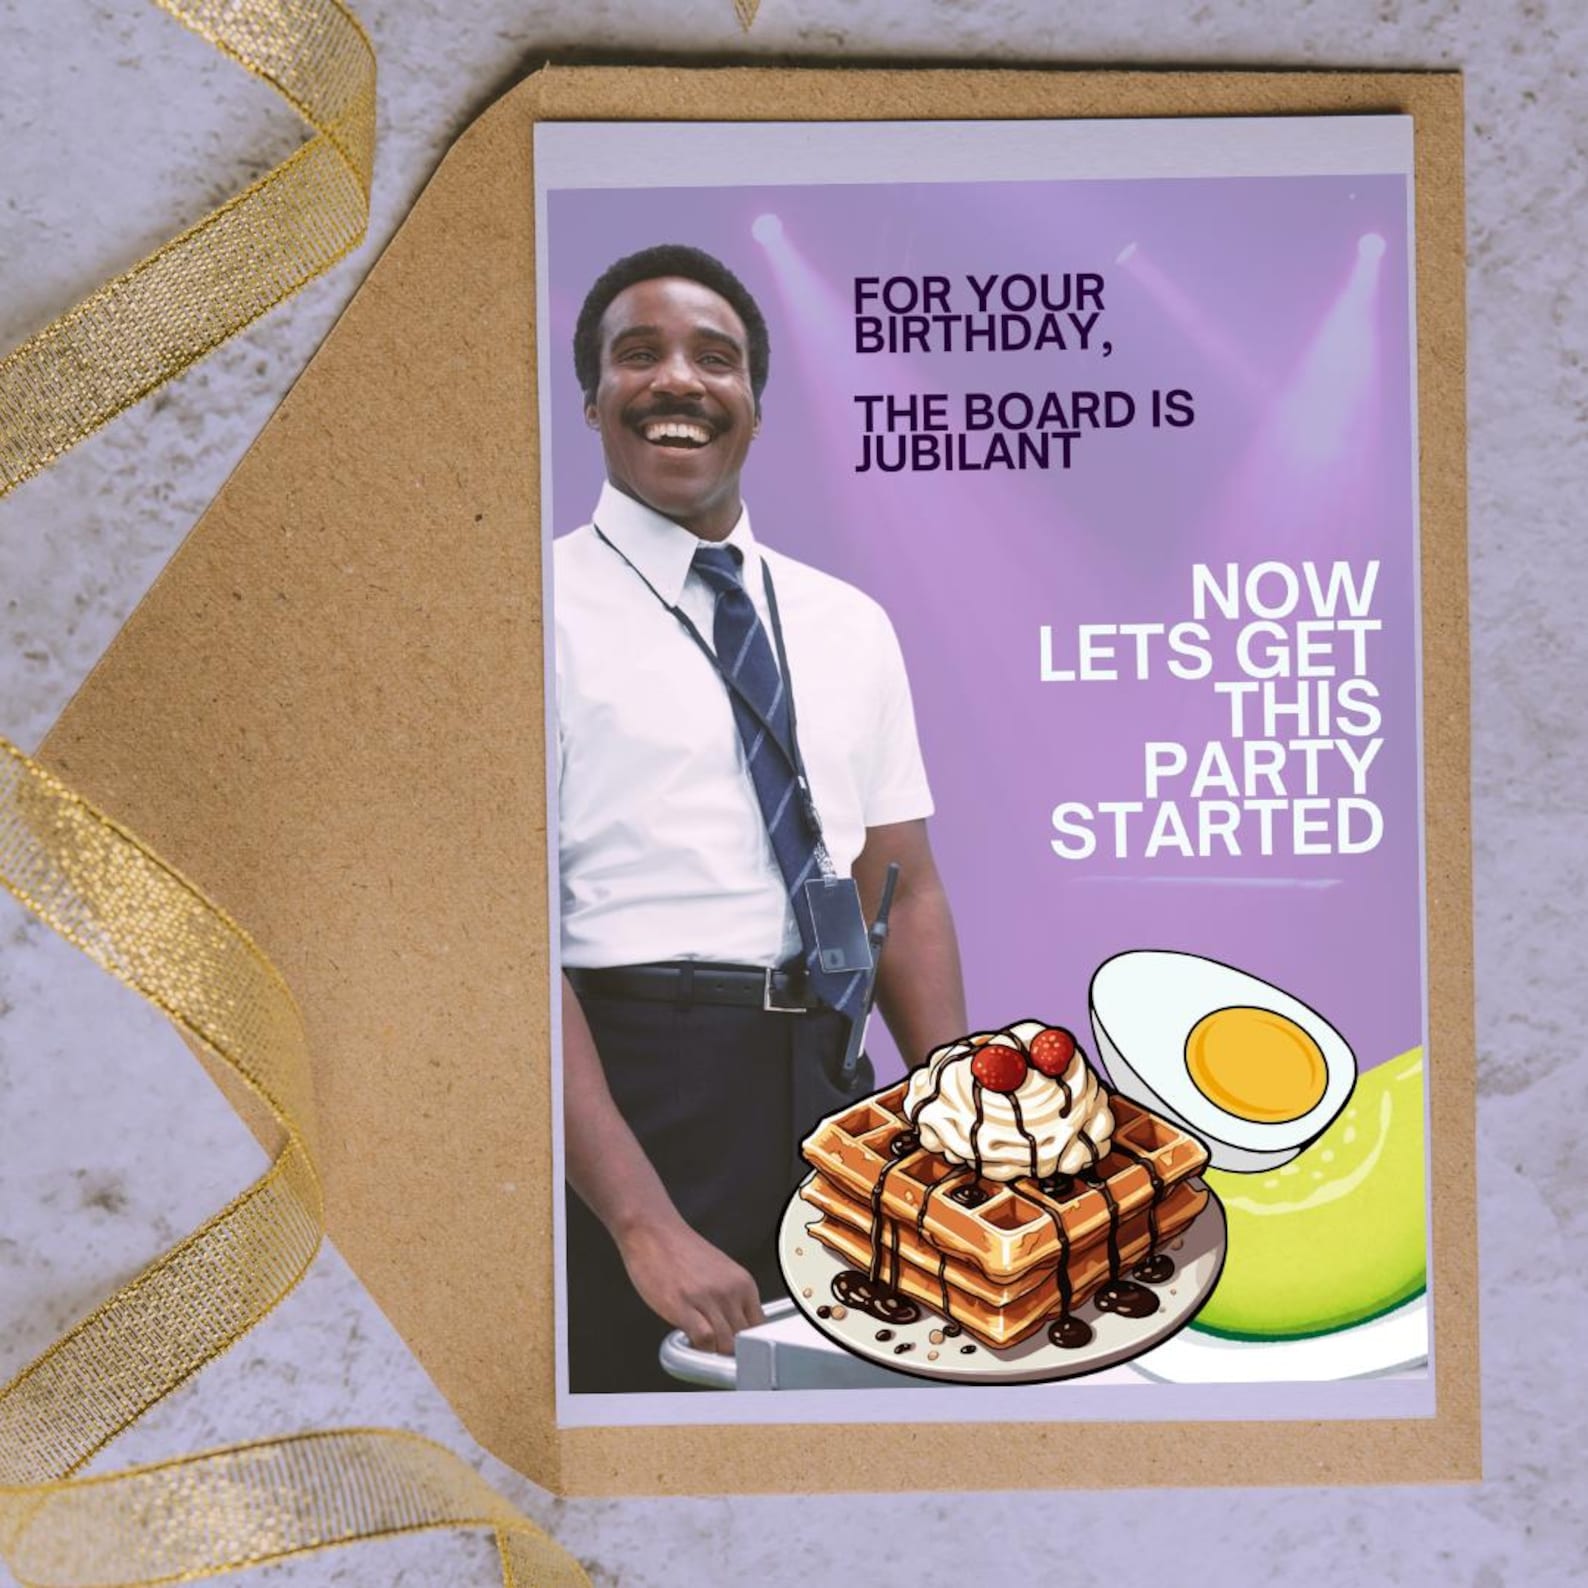 FOR YOUR
BIRTHDAY,
THE BOARD IS
JUBILANT
NOW
LETS GET
THIS
PARTY
STARTED